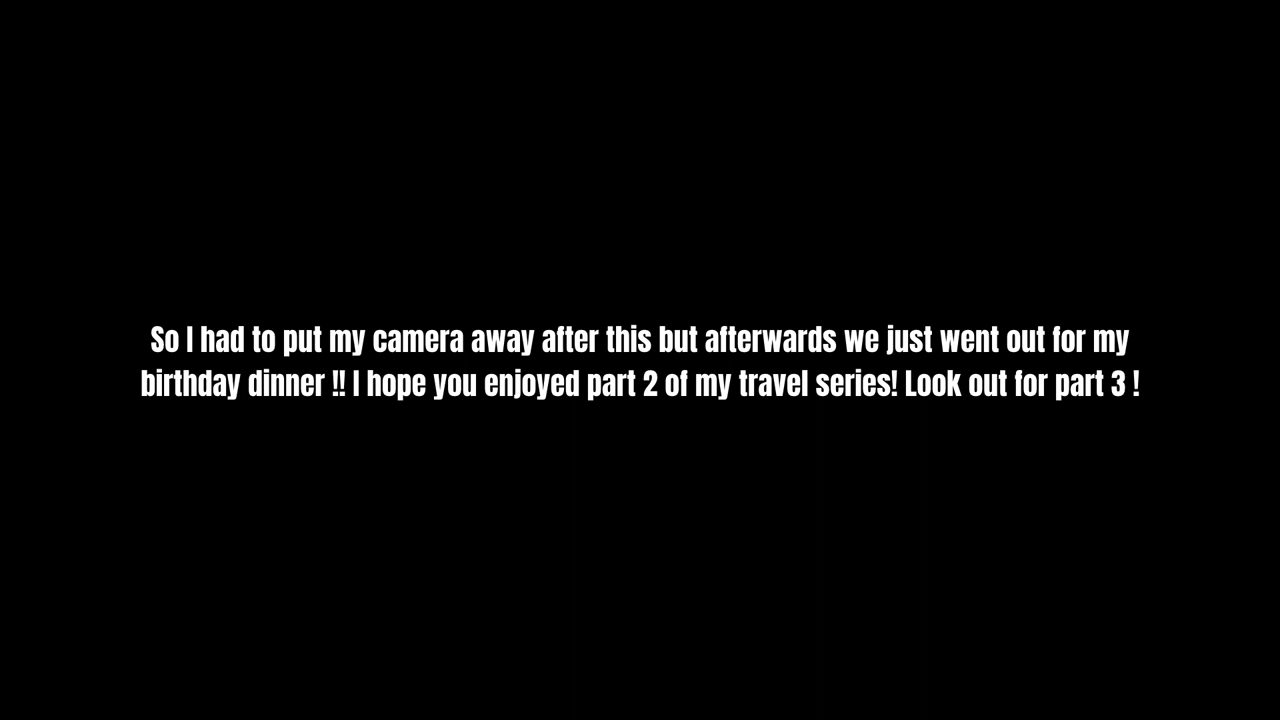 So I had to put my camera away after this but afterwards we just went out for my
birthday dinner !! I hope you enjoyed part 2 of my travel series! Look out for part 3 !